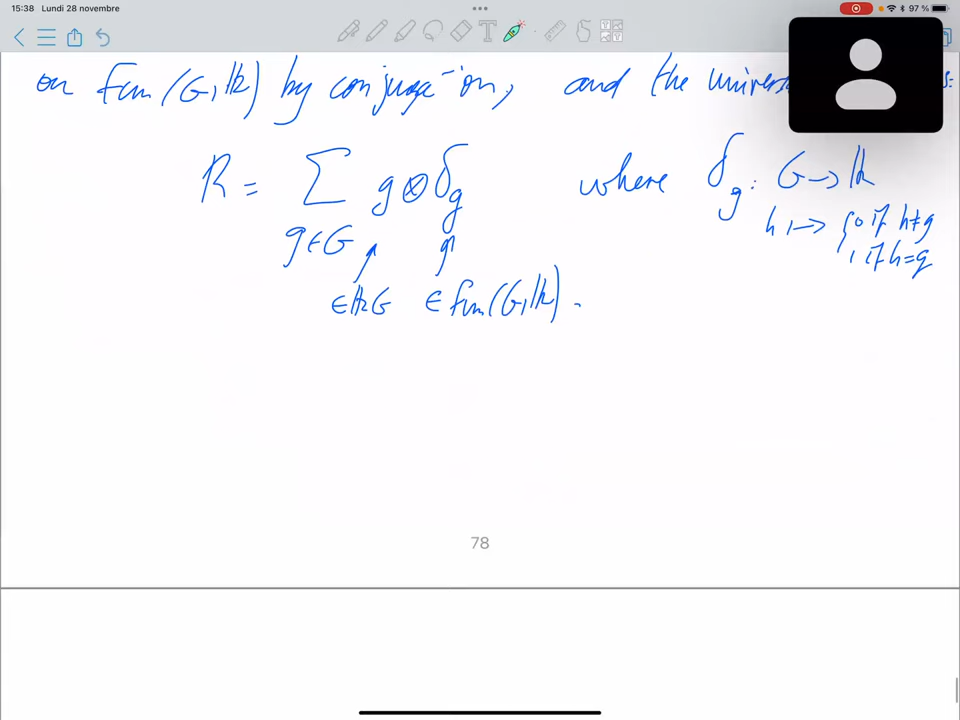 15:38 Lundi 28 novembre
97 %
on Fun(G,𝕜) by conjugation, and the
R = ∑ g⊗δ_g where δ_g: G→𝕜
g∈G
h ↦ { 0 if h≠g
1 if h=g
∈𝕜G ∈ Fun(G,𝕜).
78